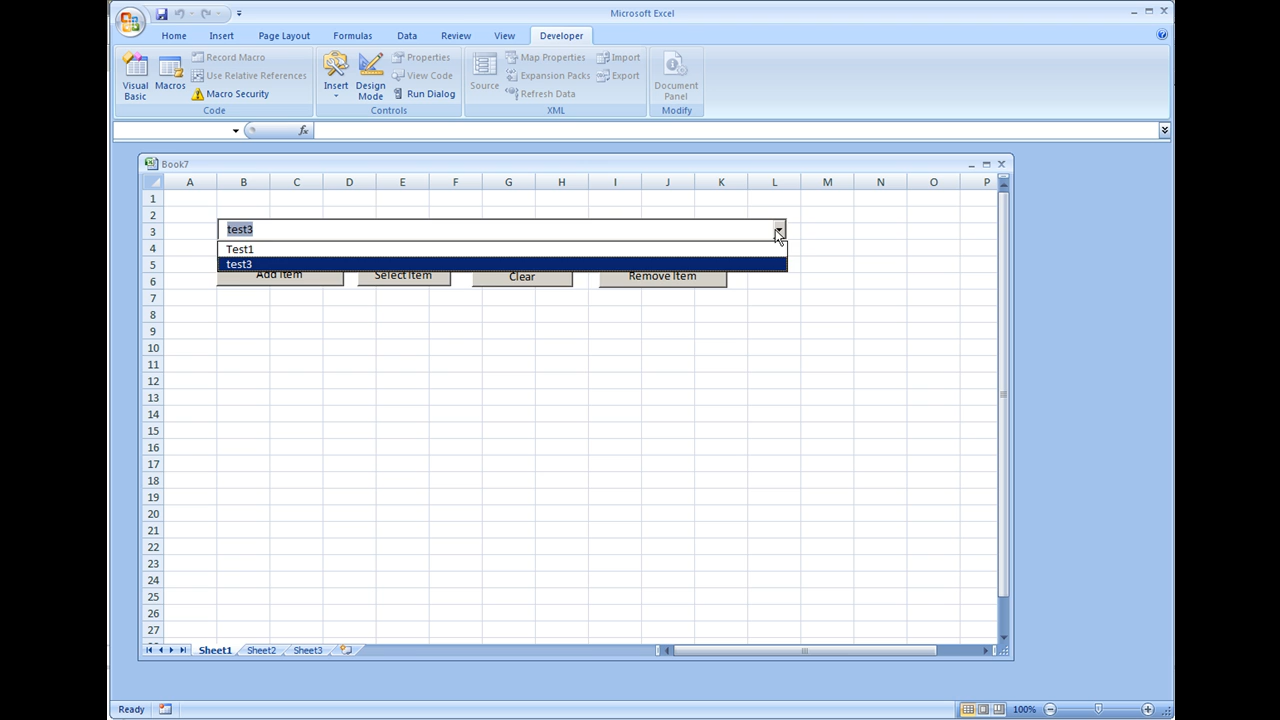 Microsoft Excel
Home Insert Page Layout Formulas Data Review View Developer
Visual Basic
Macros
Record Macro
Use Relative References
Macro Security
Code
Insert
Design Mode
Properties
View Code
Run Dialog
Controls
Source
Map Properties
Expansion Packs
Refresh Data
Import
Export
XML
Document Panel
Modify
fx
Book7
A B C D E F G H I J K L M N O P
1
2
3 test3
4 Test1
5 test3
6 Add Item Select Item Clear Remove Item
7
8
9
10
11
12
13
14
15
16
17
18
19
20
21
22
23
24
25
26
27
Sheet1 Sheet2 Sheet3
Ready 100%